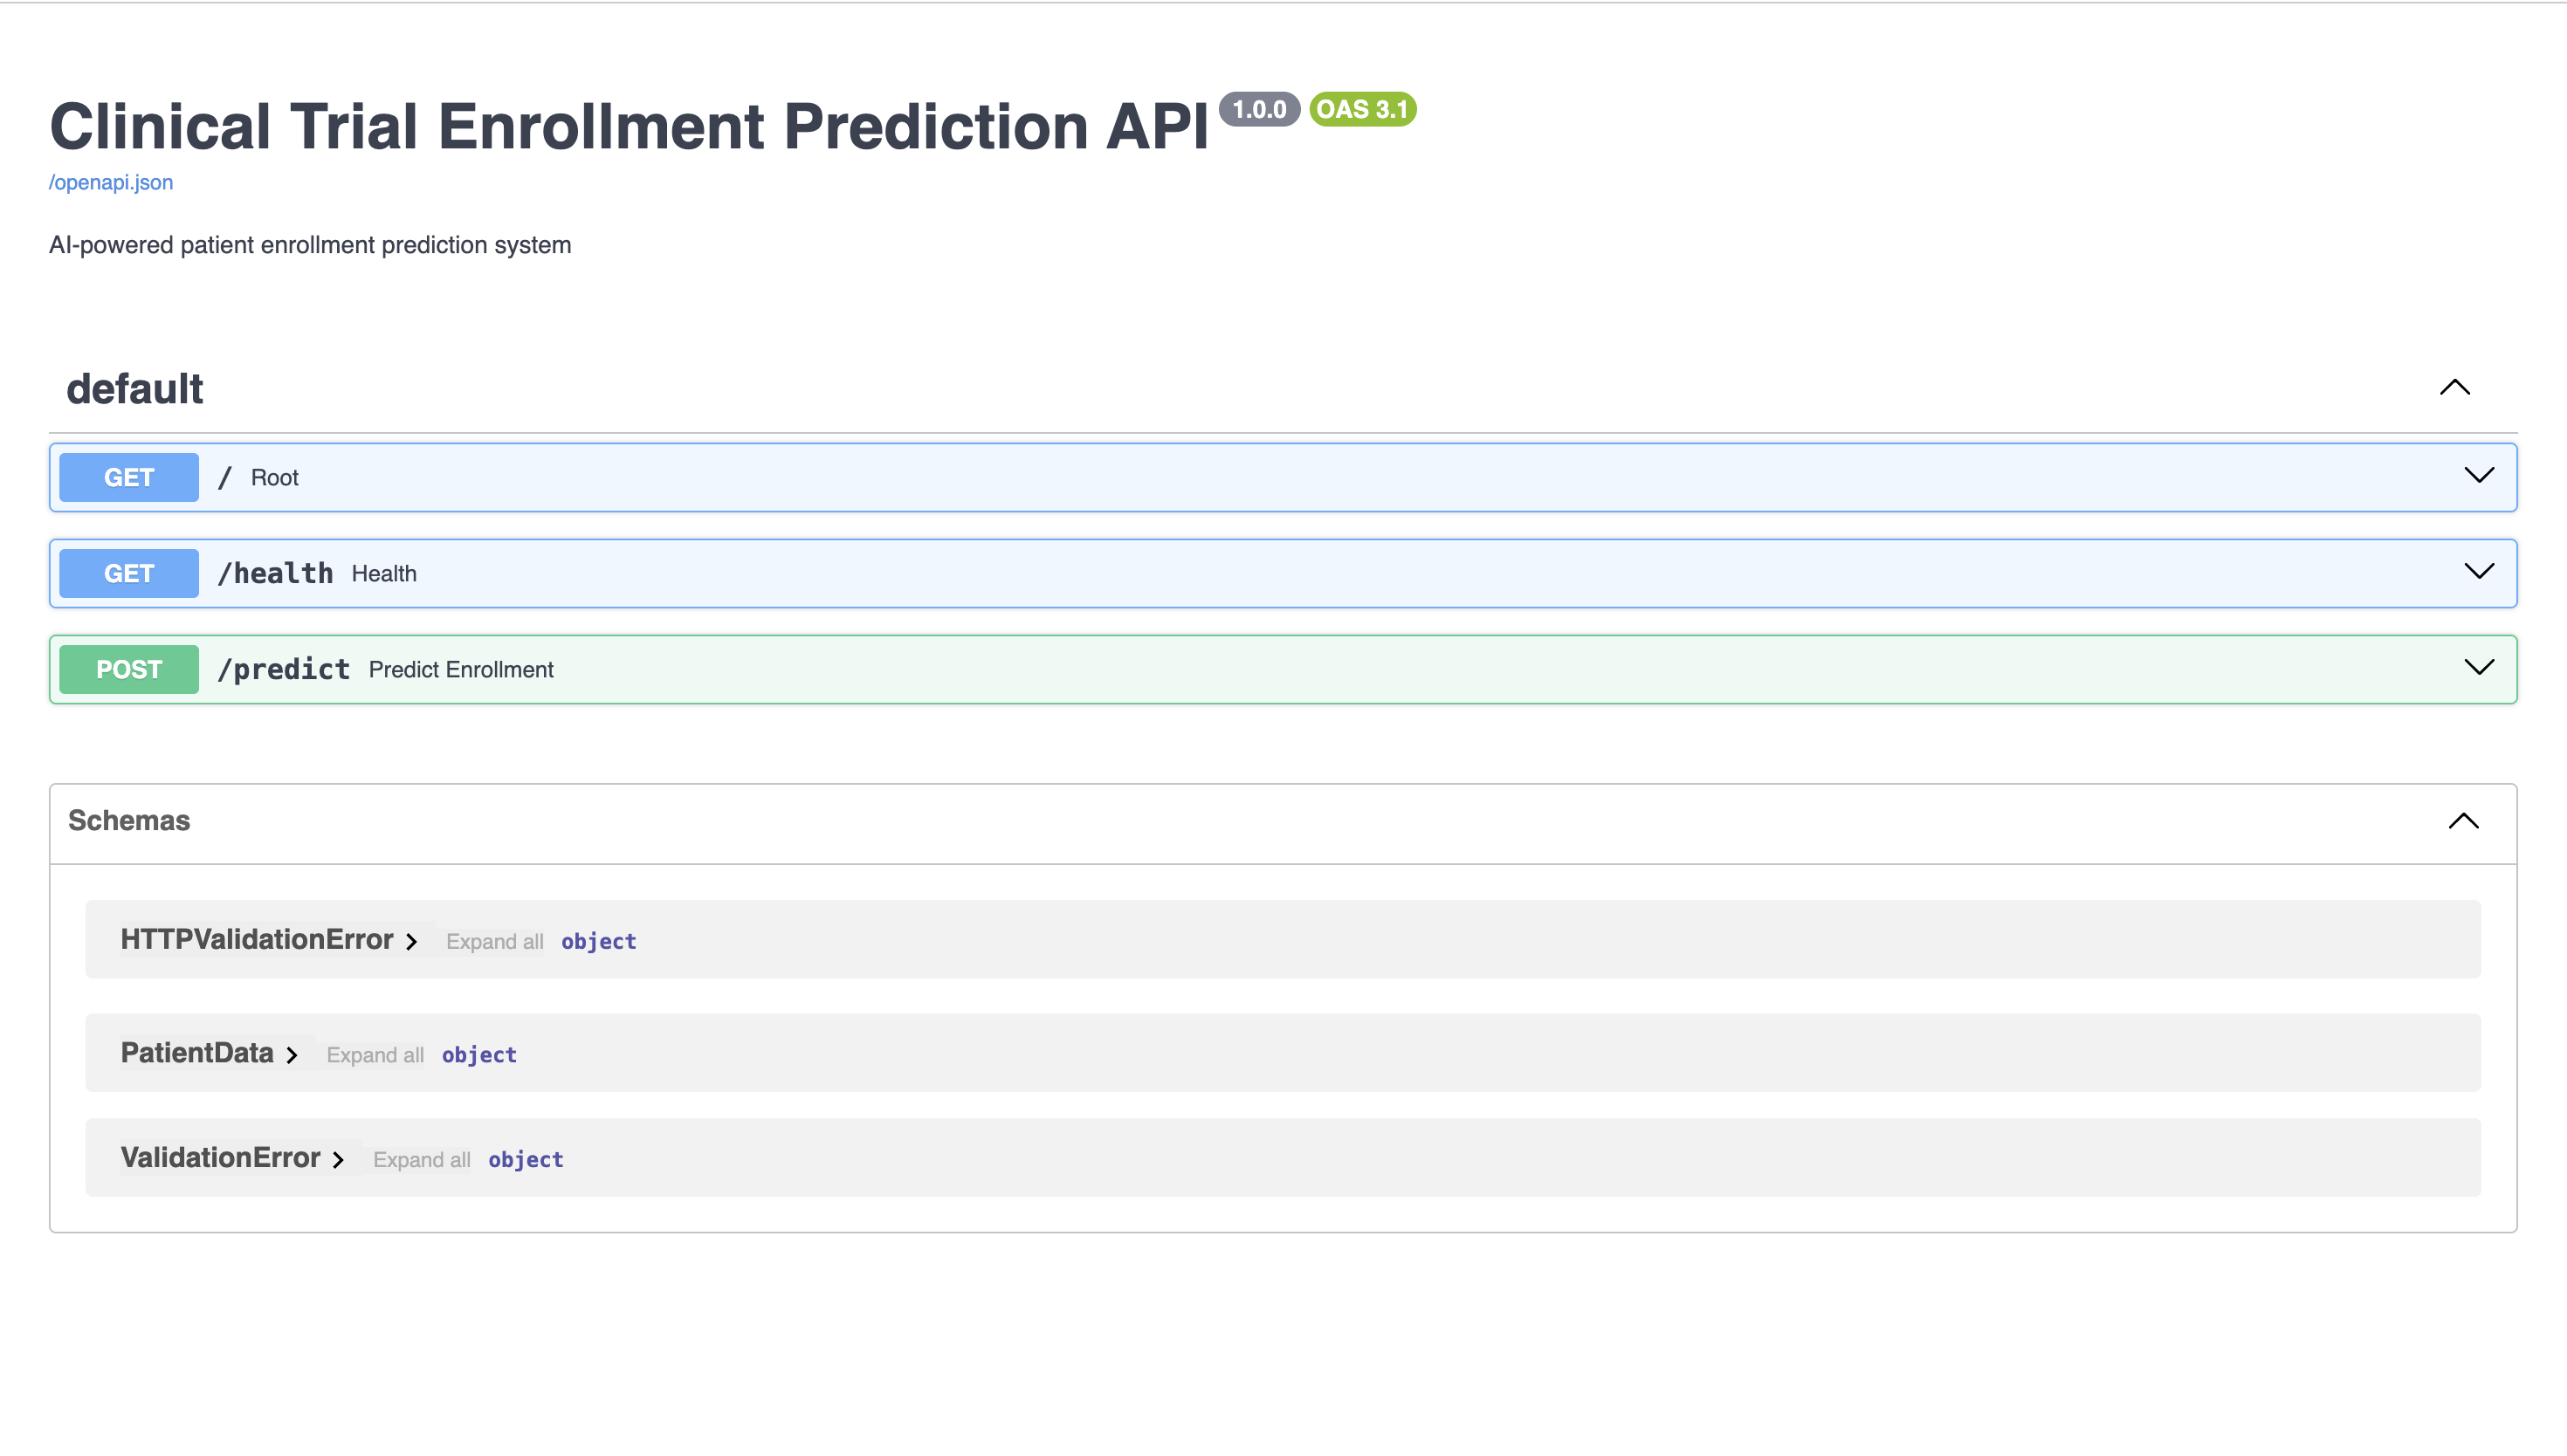 Clinical Trial Enrollment Prediction API 1.0.0 OAS 3.1
/openapi.json
AI-powered patient enrollment prediction system
default
GET / Root
GET /health Health
POST /predict Predict Enrollment
Schemas
HTTPValidationError Expand all object
PatientData Expand all object
ValidationError Expand all object